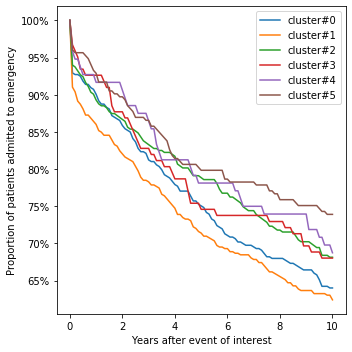 100%
95%
90%
85%
80%
75%
70%
65%
Proportion of patients admitted to emergency
cluster#0
cluster#1
cluster#2
cluster#3
cluster#4
cluster#5
0 2 4 6 8 10
Years after event of interest